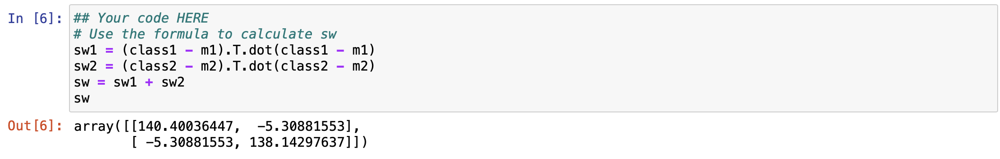 In [6]: ## Your code HERE
# Use the formula to calculate sw
sw1 = (class1 - m1).T.dot(class1 - m1)
sw2 = (class2 - m2).T.dot(class2 - m2)
sw = sw1 + sw2
sw
Out[6]: array([[140.40036447,  -5.30881553],
       [ -5.30881553, 138.14297637]])